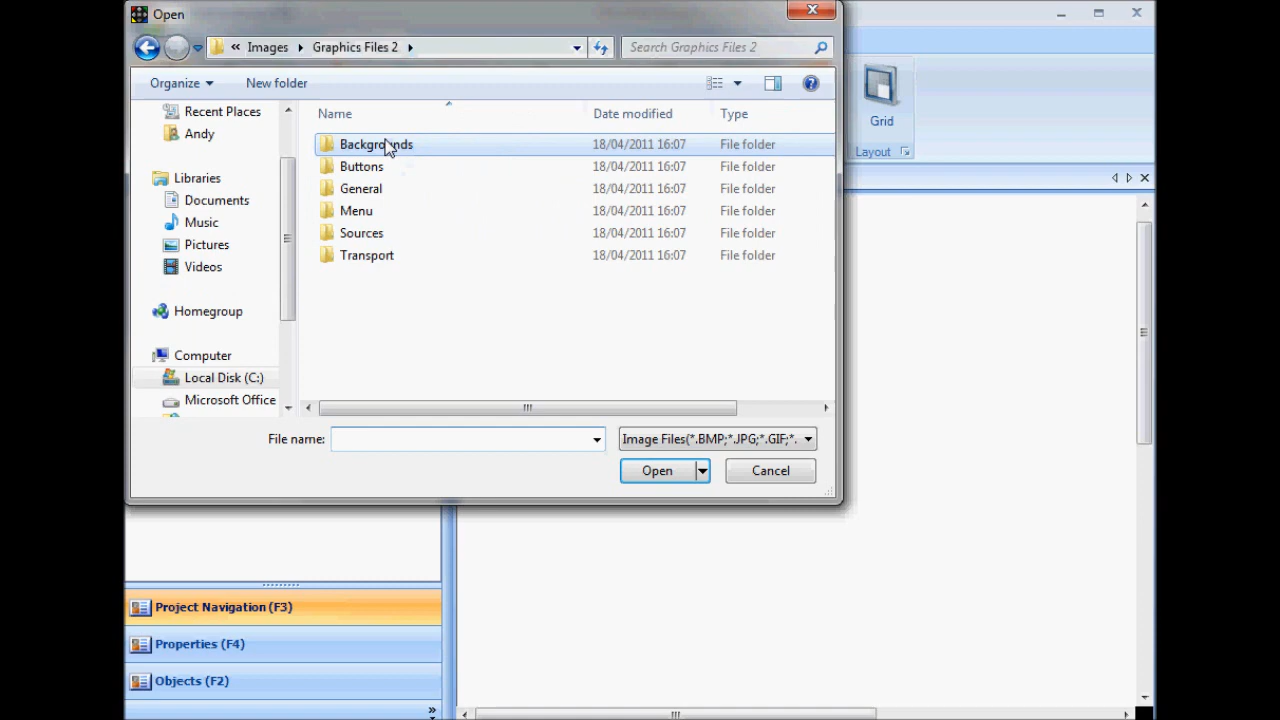 Open
« Images ▸ Graphics Files 2 ▸
Search Graphics Files 2
Organize
New folder
Name Date modified Type
Recent Places
Andy
Libraries
Documents
Music
Pictures
Videos
Homegroup
Computer
Local Disk (C:)
Microsoft Office
Backgrounds 18/04/2011 16:07 File folder
Buttons 18/04/2011 16:07 File folder
General 18/04/2011 16:07 File folder
Menu 18/04/2011 16:07 File folder
Sources 18/04/2011 16:07 File folder
Transport 18/04/2011 16:07 File folder
File name:
Image Files(*.BMP;*.JPG;*.GIF;*.
Open
Cancel
Grid
Layout
Project Navigation (F3)
Properties (F4)
Objects (F2)